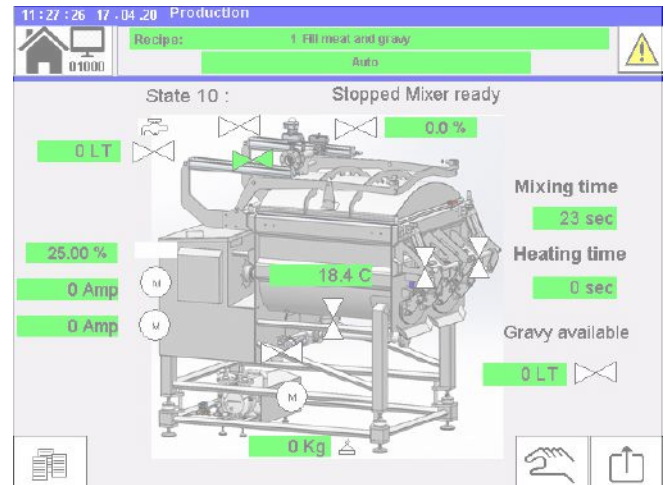 11:27:26 17.04.20 Production
Recipe: 1 Fill meat and gravy
Auto
01000
State 10 : Stopped Mixer ready
0.0 %
0 LT
Mixing time
23 sec
25.00 %
Heating time
18.4 C
0 Amp
M
0 sec
0 Amp
M
Gravy available
0 LT
M
0 Kg